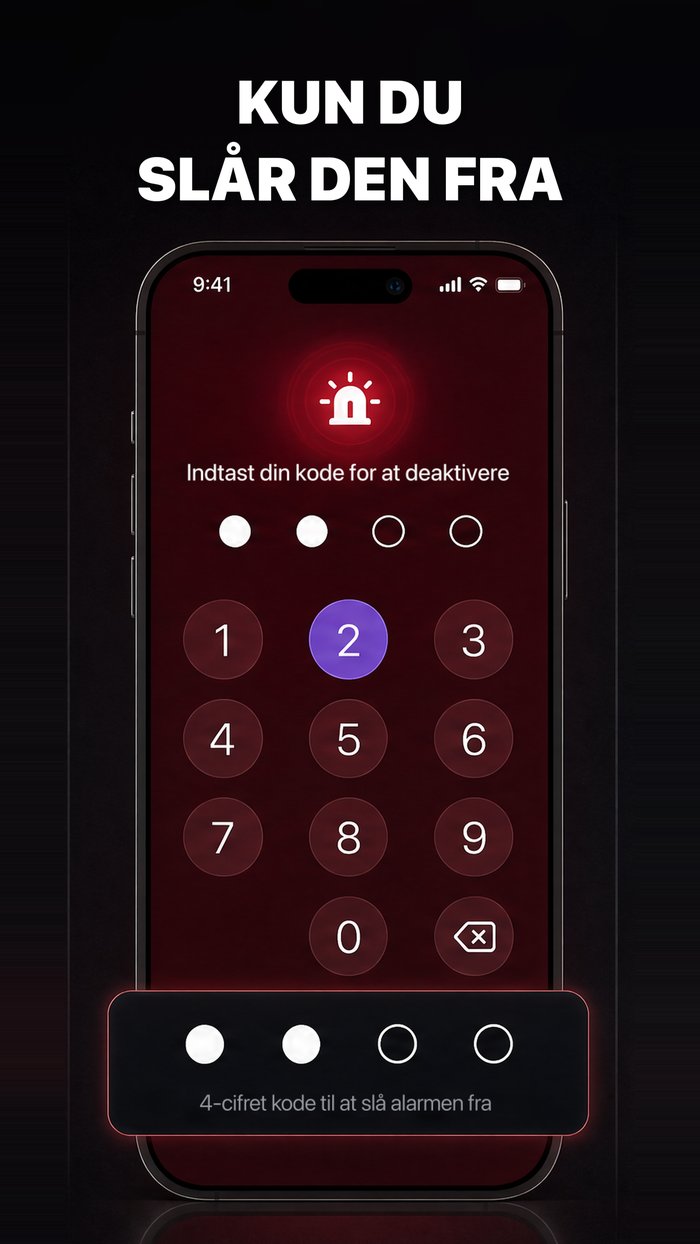 KUN DU
SLÅR DEN FRA
9:41
Indtast din kode for at deaktivere
1 2 3
4 5 6
7 8 9
0
4-cifret kode til at slå alarmen fra